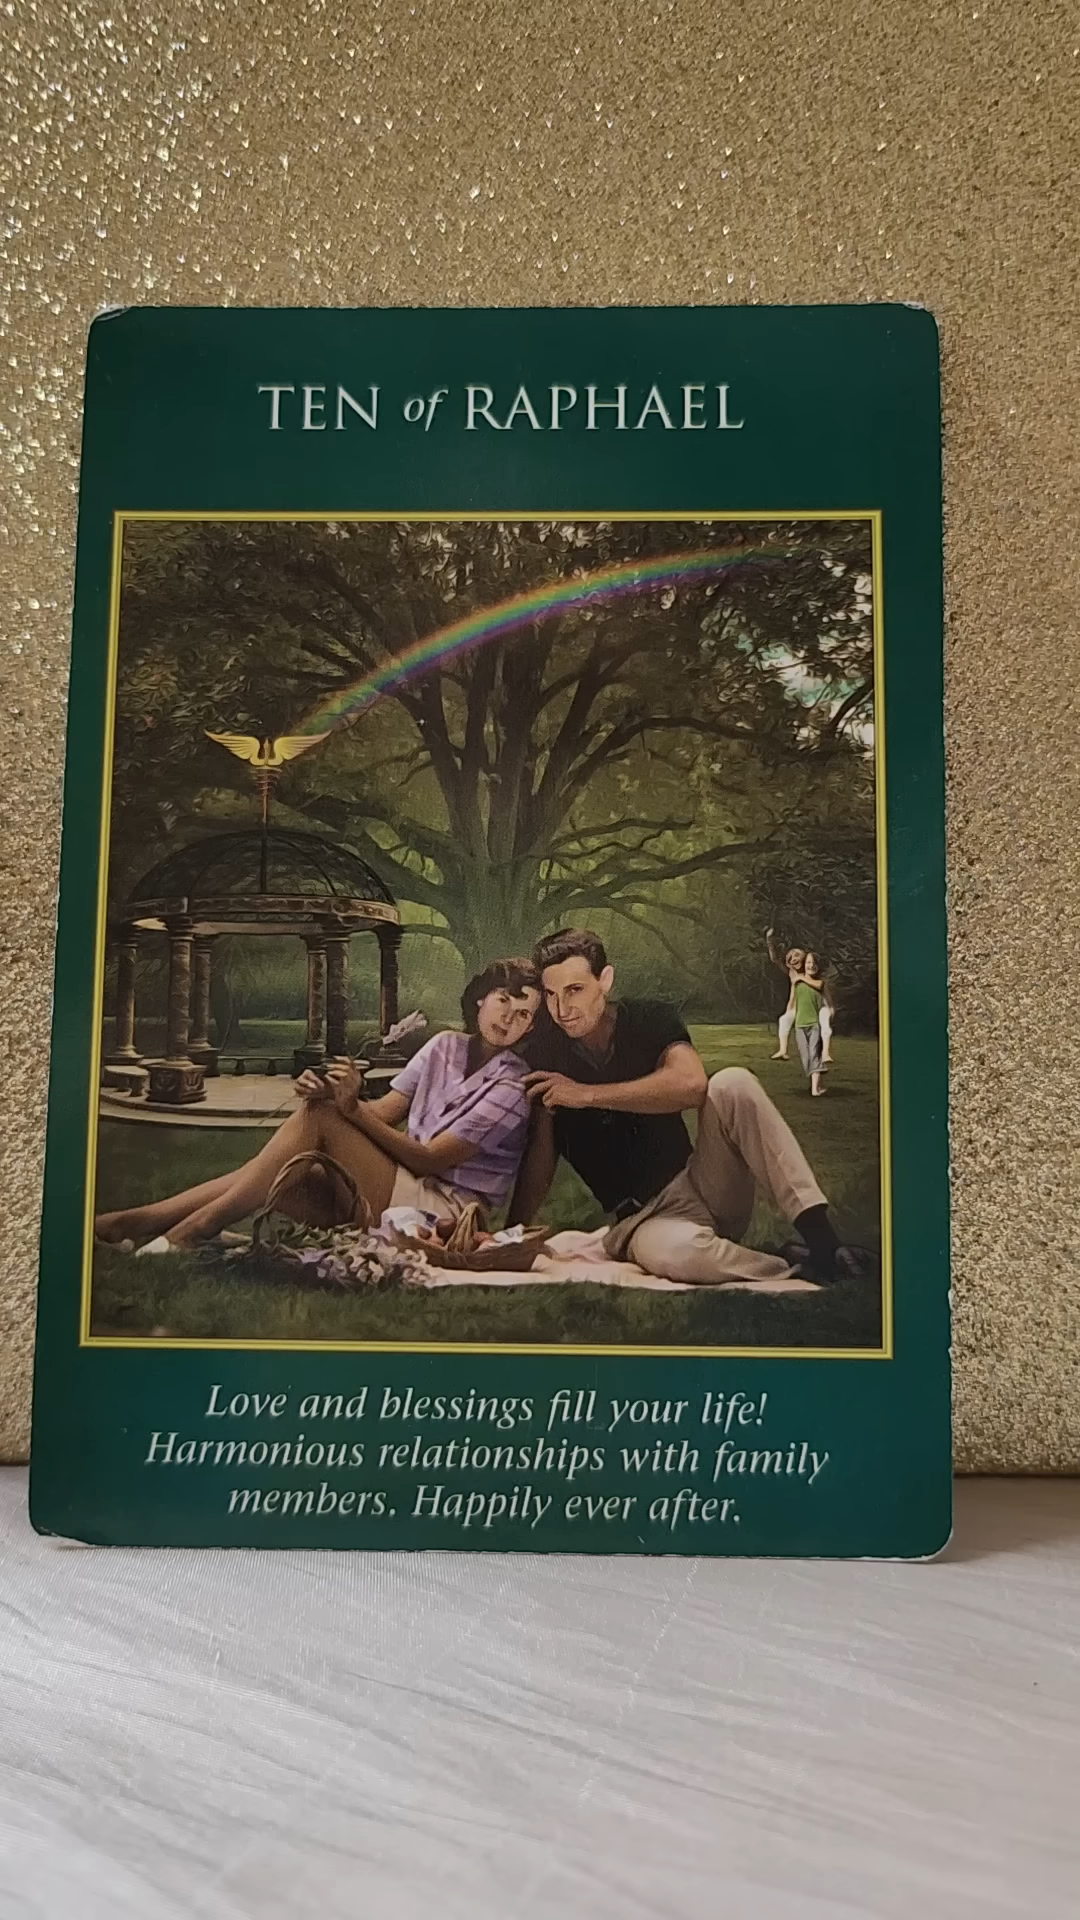 TEN of RAPHAEL
Love and blessings fill your life!
Harmonious relationships with family
members. Happily ever after.